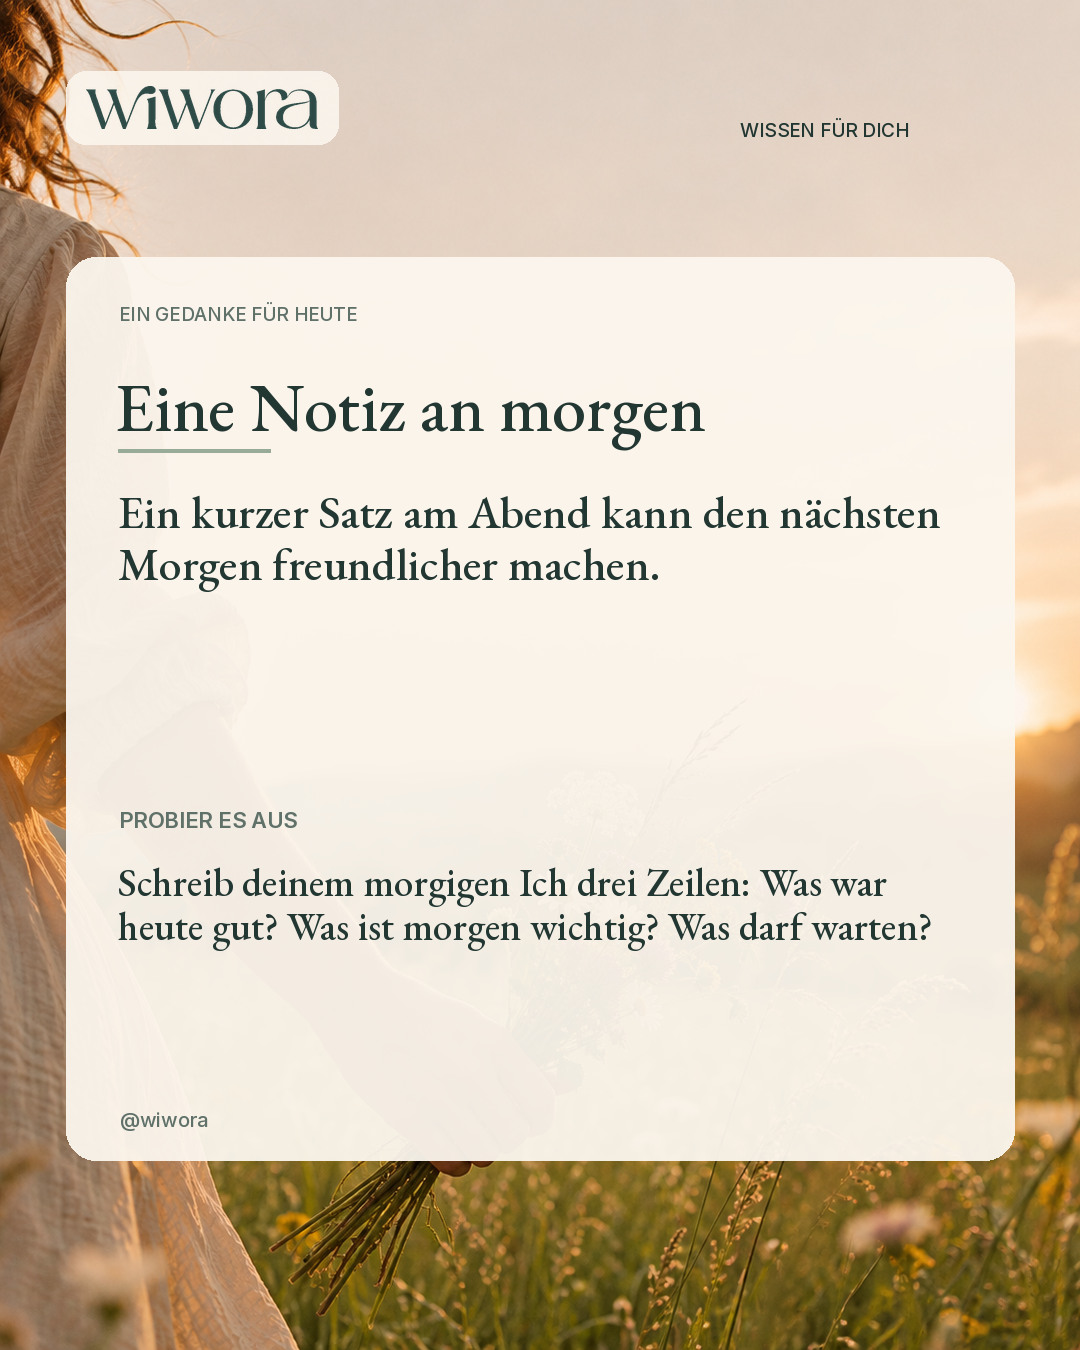 wiwora
WISSEN FÜR DICH
EIN GEDANKE FÜR HEUTE
Eine Notiz an morgen
Ein kurzer Satz am Abend kann den nächsten
Morgen freundlicher machen.
PROBIER ES AUS
Schreib deinem morgigen Ich drei Zeilen: Was war
heute gut? Was ist morgen wichtig? Was darf warten?
@wiwora